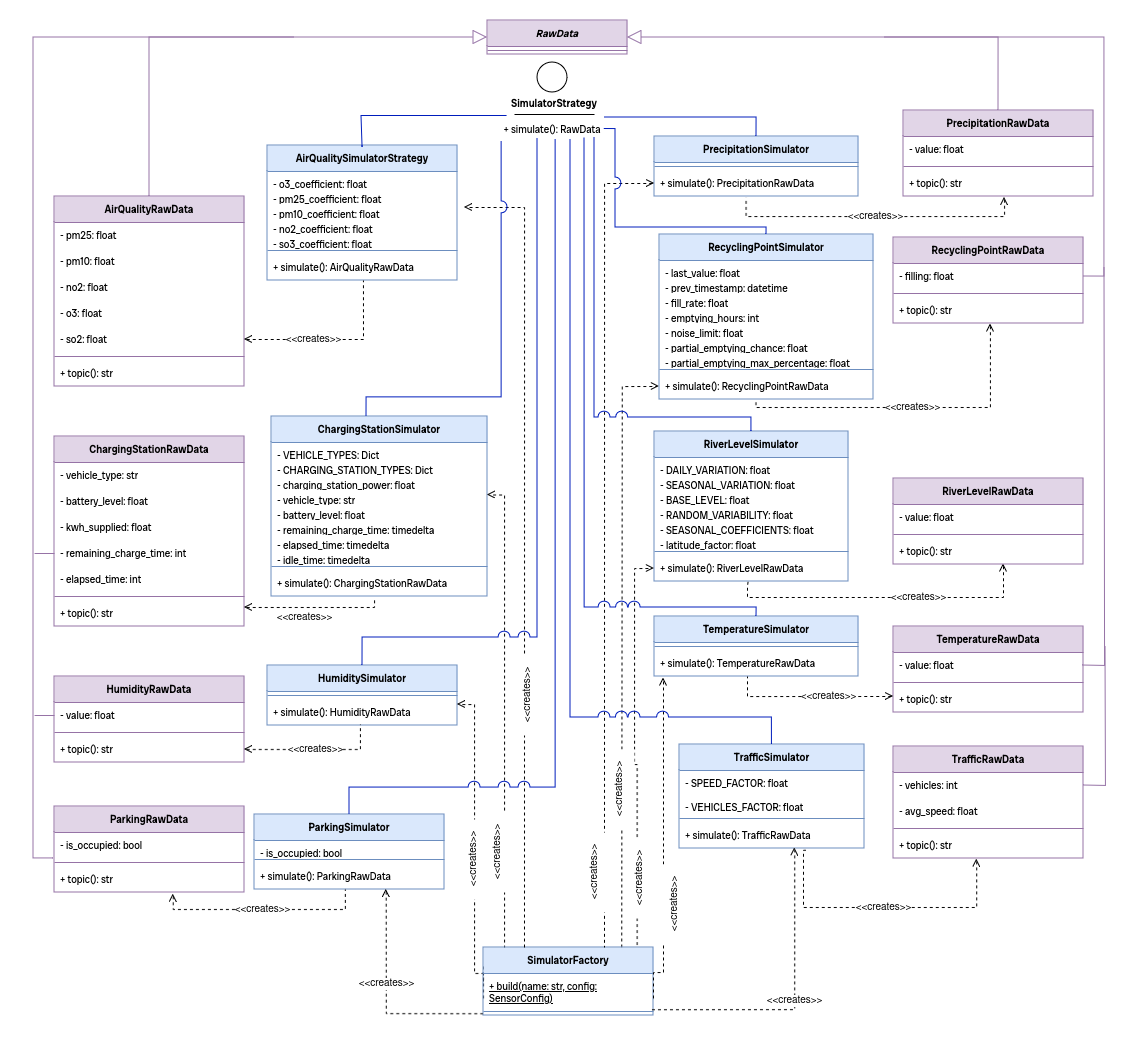 RawData
SimulatorStrategy
+ simulate(): RawData
AirQualitySimulatorStrategy
- o3_coefficient: float
- pm25_coefficient: float
- pm10_coefficient: float
- no2_coefficient: float
- so3_coefficient: float
+ simulate(): AirQualityRawData
AirQualityRawData
- pm25: float
- pm10: float
- no2: float
- o3: float
- so2: float
+ topic(): str
<<creates>>
PrecipitationSimulator
+ simulate(): PrecipitationRawData
PrecipitationRawData
- value: float
+ topic(): str
<<creates>>
RecyclingPointSimulator
- last_value: float
- prev_timestamp: datetime
- fill_rate: float
- emptying_hours: int
- noise_limit: float
- partial_emptying_chance: float
- partial_emptying_max_percentage: float
+ simulate(): RecyclingPointRawData
RecyclingPointRawData
- filling: float
+ topic(): str
<<creates>>
ChargingStationSimulator
- VEHICLE_TYPES: Dict
- CHARGING_STATION_TYPES: Dict
- charging_station_power: float
- vehicle_type: str
- battery_level: float
- remaining_charge_time: timedelta
- elapsed_time: timedelta
- idle_time: timedelta
+ simulate(): ChargingStationRawData
ChargingStationRawData
- vehicle_type: str
- battery_level: float
- kwh_supplied: float
- remaining_charge_time: int
- elapsed_time: int
+ topic(): str
<<creates>>
RiverLevelSimulator
- DAILY_VARIATION: float
- SEASONAL_VARIATION: float
- BASE_LEVEL: float
- RANDOM_VARIABILITY: float
- SEASONAL_COEFFICIENTS: float
- latitude_factor: float
+ simulate(): RiverLevelRawData
RiverLevelRawData
- value: float
+ topic(): str
<<creates>>
TemperatureSimulator
+ simulate(): TemperatureRawData
TemperatureRawData
- value: float
+ topic(): str
<<creates>>
HumiditySimulator
+ simulate(): HumidityRawData
HumidityRawData
- value: float
+ topic(): str
<<creates>>
TrafficSimulator
- SPEED_FACTOR: float
- VEHICLES_FACTOR: float
+ simulate(): TrafficRawData
TrafficRawData
- vehicles: int
- avg_speed: float
+ topic(): str
<<creates>>
ParkingSimulator
- is_occupied: bool
+ simulate(): ParkingRawData
ParkingRawData
- is_occupied: bool
+ topic(): str
<<creates>>
<<creates>>
<<creates>>
<<creates>>
<<creates>>
<<creates>>
<<creates>>
<<creates>>
SimulatorFactory
+ build(name: str, config:
SensorConfig)
<<creates>>
<<creates>>